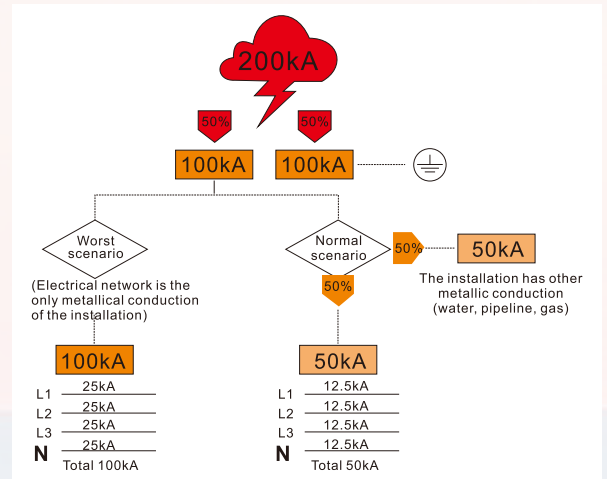 200kA
50%
50%
100kA
100kA
Worst
scenario
Normal
scenario
50%
50kA
(Electrical network is the
only metallical conduction
of the installation)
The installation has other
metallic conduction
(water, pipeline, gas)
50%
100kA
50kA
L1 25kA
L2 25kA
L3 25kA
N 25kA
Total 100kA
L1 12.5kA
L2 12.5kA
L3 12.5kA
N 12.5kA
Total 50kA